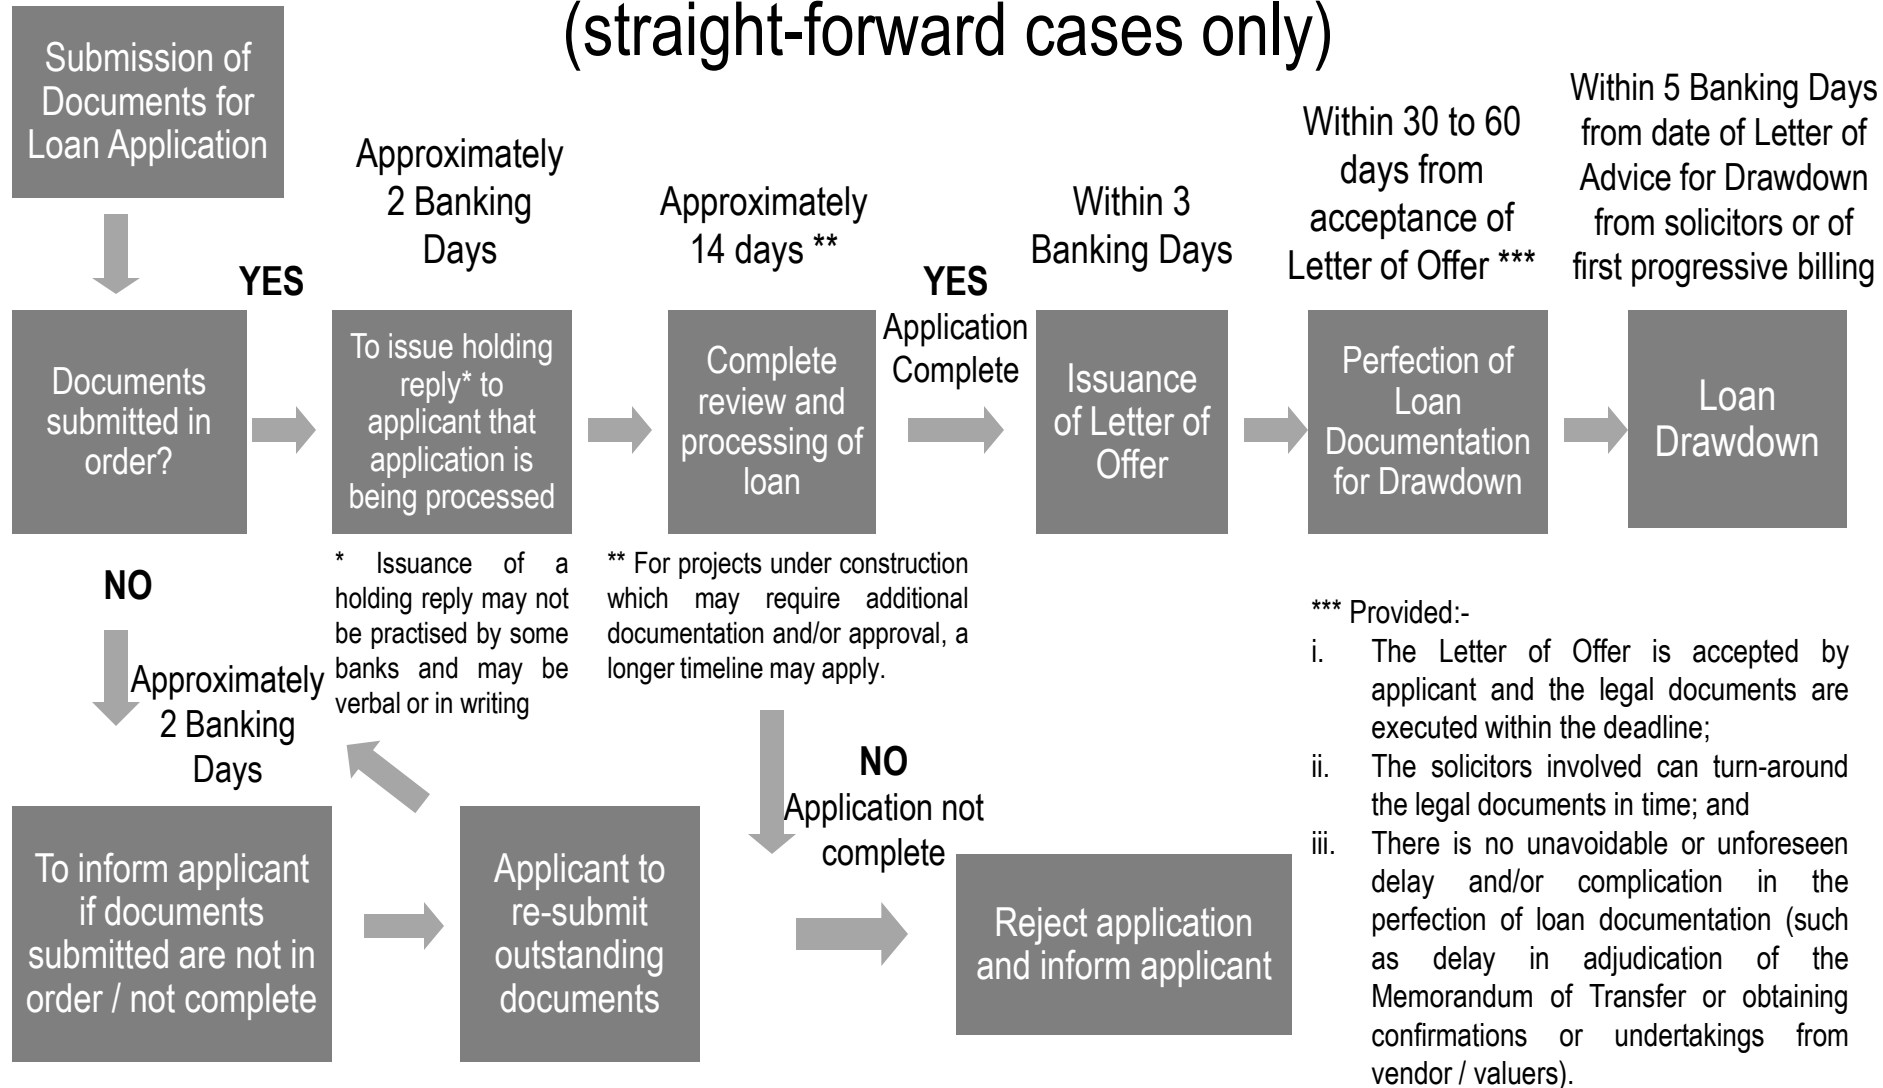 (straight-forward cases only)
Submission of
Documents for
Loan Application
YES
Documents
submitted in
order?
Approximately
2 Banking
Days
To issue holding
reply* to
applicant that
application is
being processed
* Issuance of a
holding reply may not
be practised by some
banks and may be
verbal or in writing
Approximately
14 days **
Complete
review and
processing of
loan
** For projects under construction
which may require additional
documentation and/or approval, a
longer timeline may apply.
YES
Application
Complete
Within 3
Banking Days
Issuance
of Letter of
Offer
Within 30 to 60
days from
acceptance of
Letter of Offer ***
Perfection of
Loan
Documentation
for Drawdown
Within 5 Banking Days
from date of Letter of
Advice for Drawdown
from solicitors or of
first progressive billing
Loan
Drawdown
NO
Approximately
2 Banking
Days
To inform applicant
if documents
submitted are not in
order / not complete
Applicant to
re-submit
outstanding
documents
NO
Application not
complete
Reject application
and inform applicant
*** Provided:-
i. The Letter of Offer is accepted by
applicant and the legal documents are
executed within the deadline;
ii. The solicitors involved can turn-around
the legal documents in time; and
iii. There is no unavoidable or unforeseen
delay and/or complication in the
perfection of loan documentation (such
as delay in adjudication of the
Memorandum of Transfer or obtaining
confirmations or undertakings from
vendor / valuers).